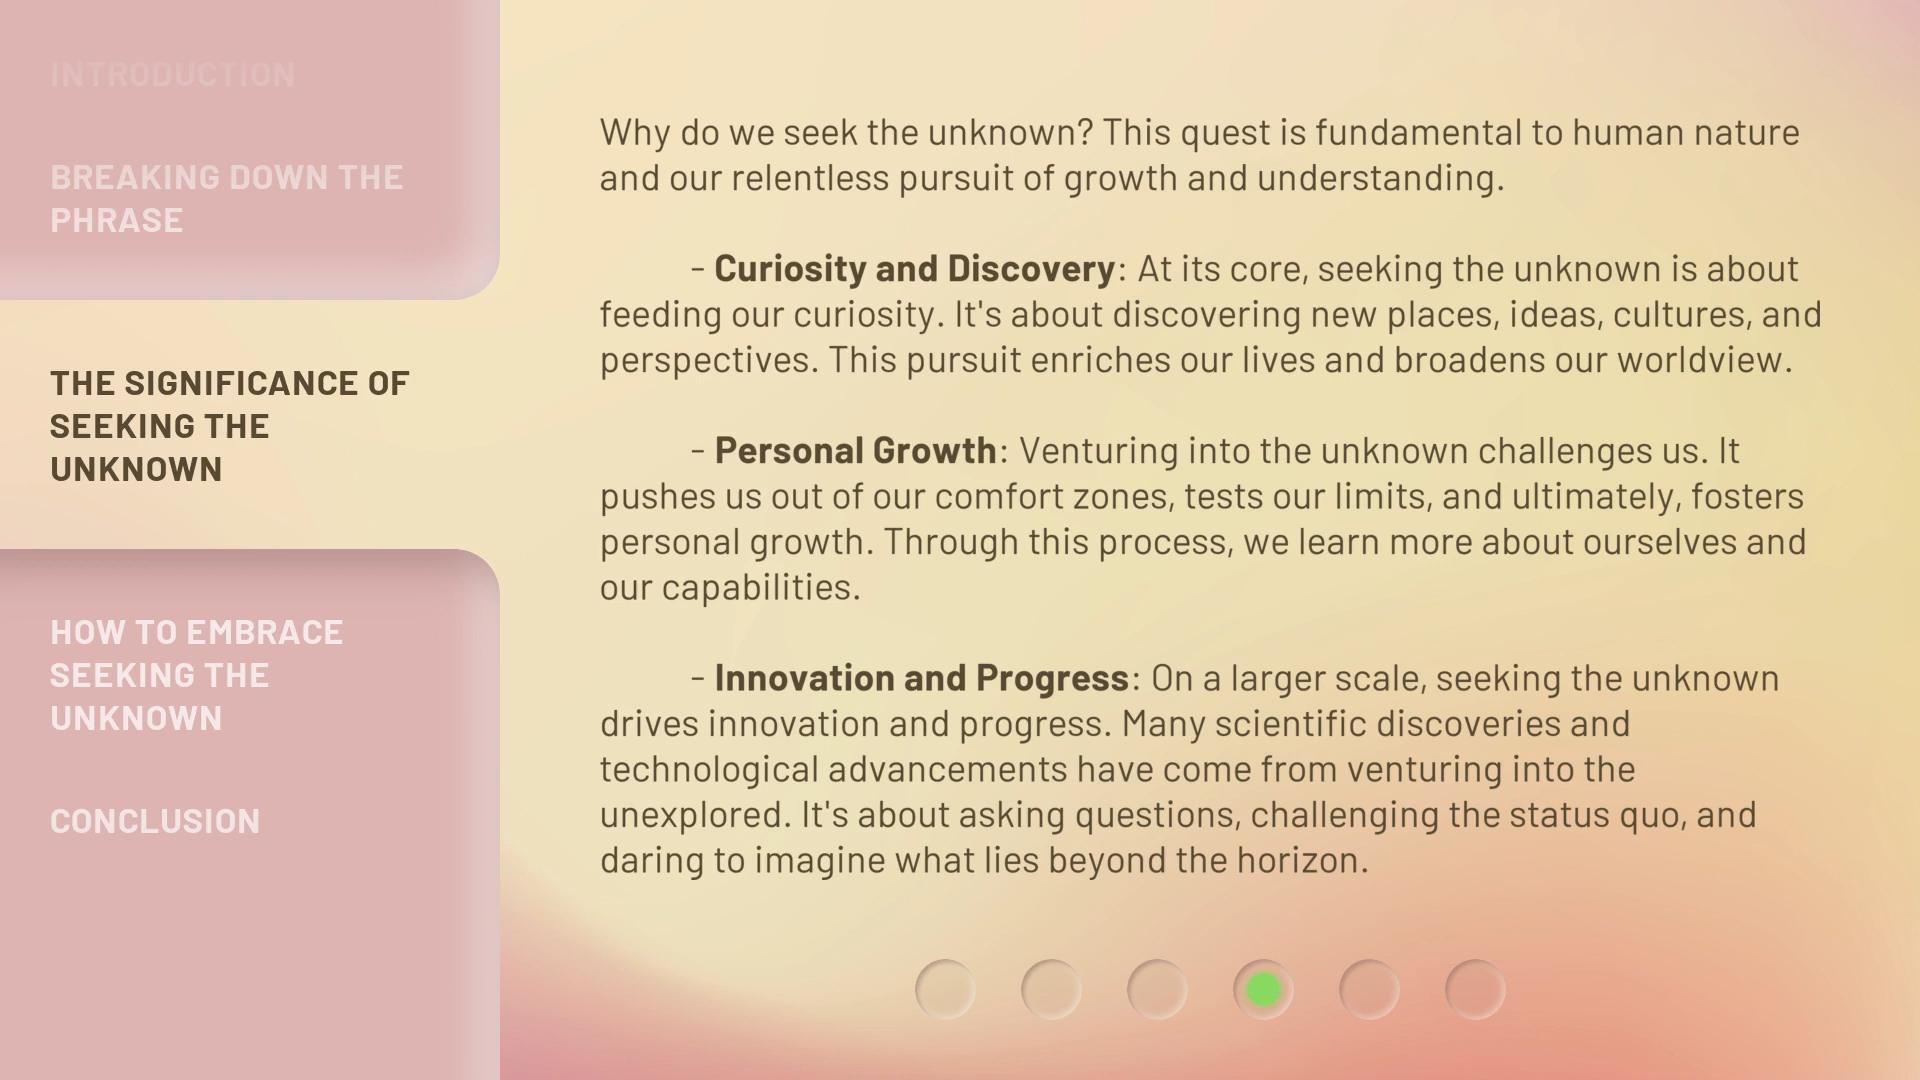 INTRODUCTION
BREAKING DOWN THE
PHRASE
THE SIGNIFICANCE OF
SEEKING THE
UNKNOWN
HOW TO EMBRACE
SEEKING THE
UNKNOWN
CONCLUSION
Why do we seek the unknown? This quest is fundamental to human nature
and our relentless pursuit of growth and understanding.
- Curiosity and Discovery: At its core, seeking the unknown is about
feeding our curiosity. It's about discovering new places, ideas, cultures, and
perspectives. This pursuit enriches our lives and broadens our worldview.
- Personal Growth: Venturing into the unknown challenges us. It
pushes us out of our comfort zones, tests our limits, and ultimately, fosters
personal growth. Through this process, we learn more about ourselves and
our capabilities.
- Innovation and Progress: On a larger scale, seeking the unknown
drives innovation and progress. Many scientific discoveries and
technological advancements have come from venturing into the
unexplored. It's about asking questions, challenging the status quo, and
daring to imagine what lies beyond the horizon.